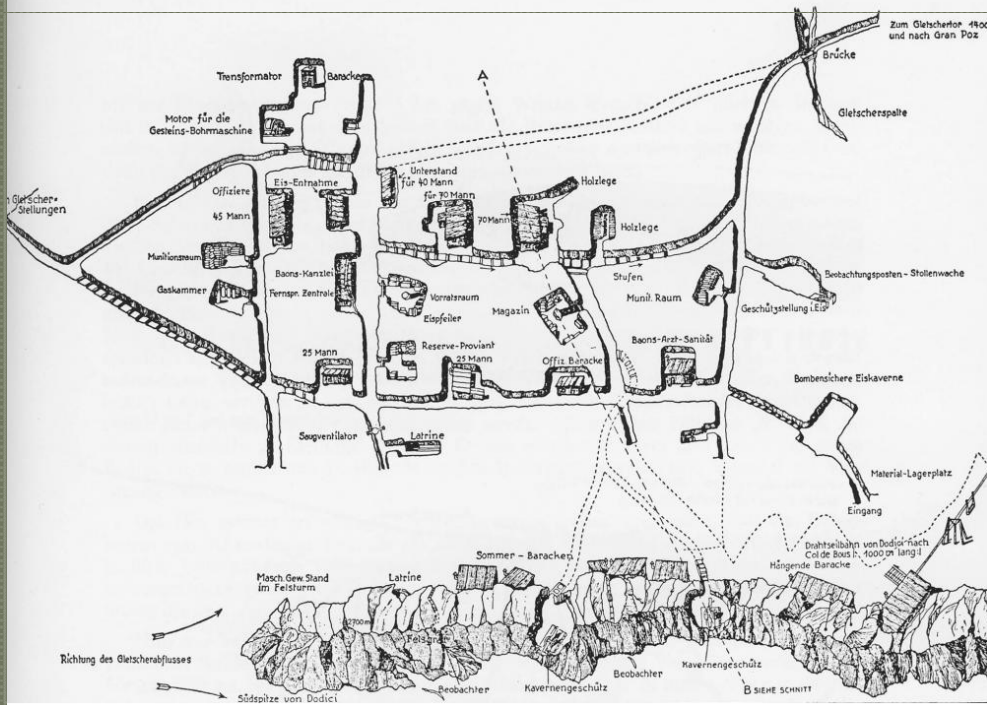 Zum Gletschertor 1400
und nach Gran Poz
Brücke
Gletscherspalte
A
Transformator
Baracke
Motor für die
Gesteins-Bohrmaschine
Gletscher-
Stellungen
Offiziere
45 Mann
Eis-Entnahme
Unterstand
für 40 Mann
für 70 Mann
70 Mann
Holzlege
Holzlege
Munitionsraum
Gaskammer
Baons-Kanzlei
Fernspr. Zentrale
Vorratsraum
Eispfeiler
Magazin
Stufen
Munit. Raum
Beobachtungsposten-Stollenwache
Geschützstellung i. Eis
25 Mann
Reserve-Proviant
25 Mann
Offiz. Baracke
Baons-Arzt-Sanität
Bombensichere Eiskaverne
Saugventilator
Latrine
Material-Lagerplatz
Eingang
Drahtseilbahn von Dodici nach
1000 m lang
Sommer-Baracken
Hängende Baracke
Masch. Gew. Stand
im Felsturm
Latrine
2700 m
Felsgrat
Richtung des Gletscherabflusses
Beobachter
Kavernengeschütz
Beobachter
Kavernengeschütz
Südspitze von Dodici
B SIEHE SCHNITT